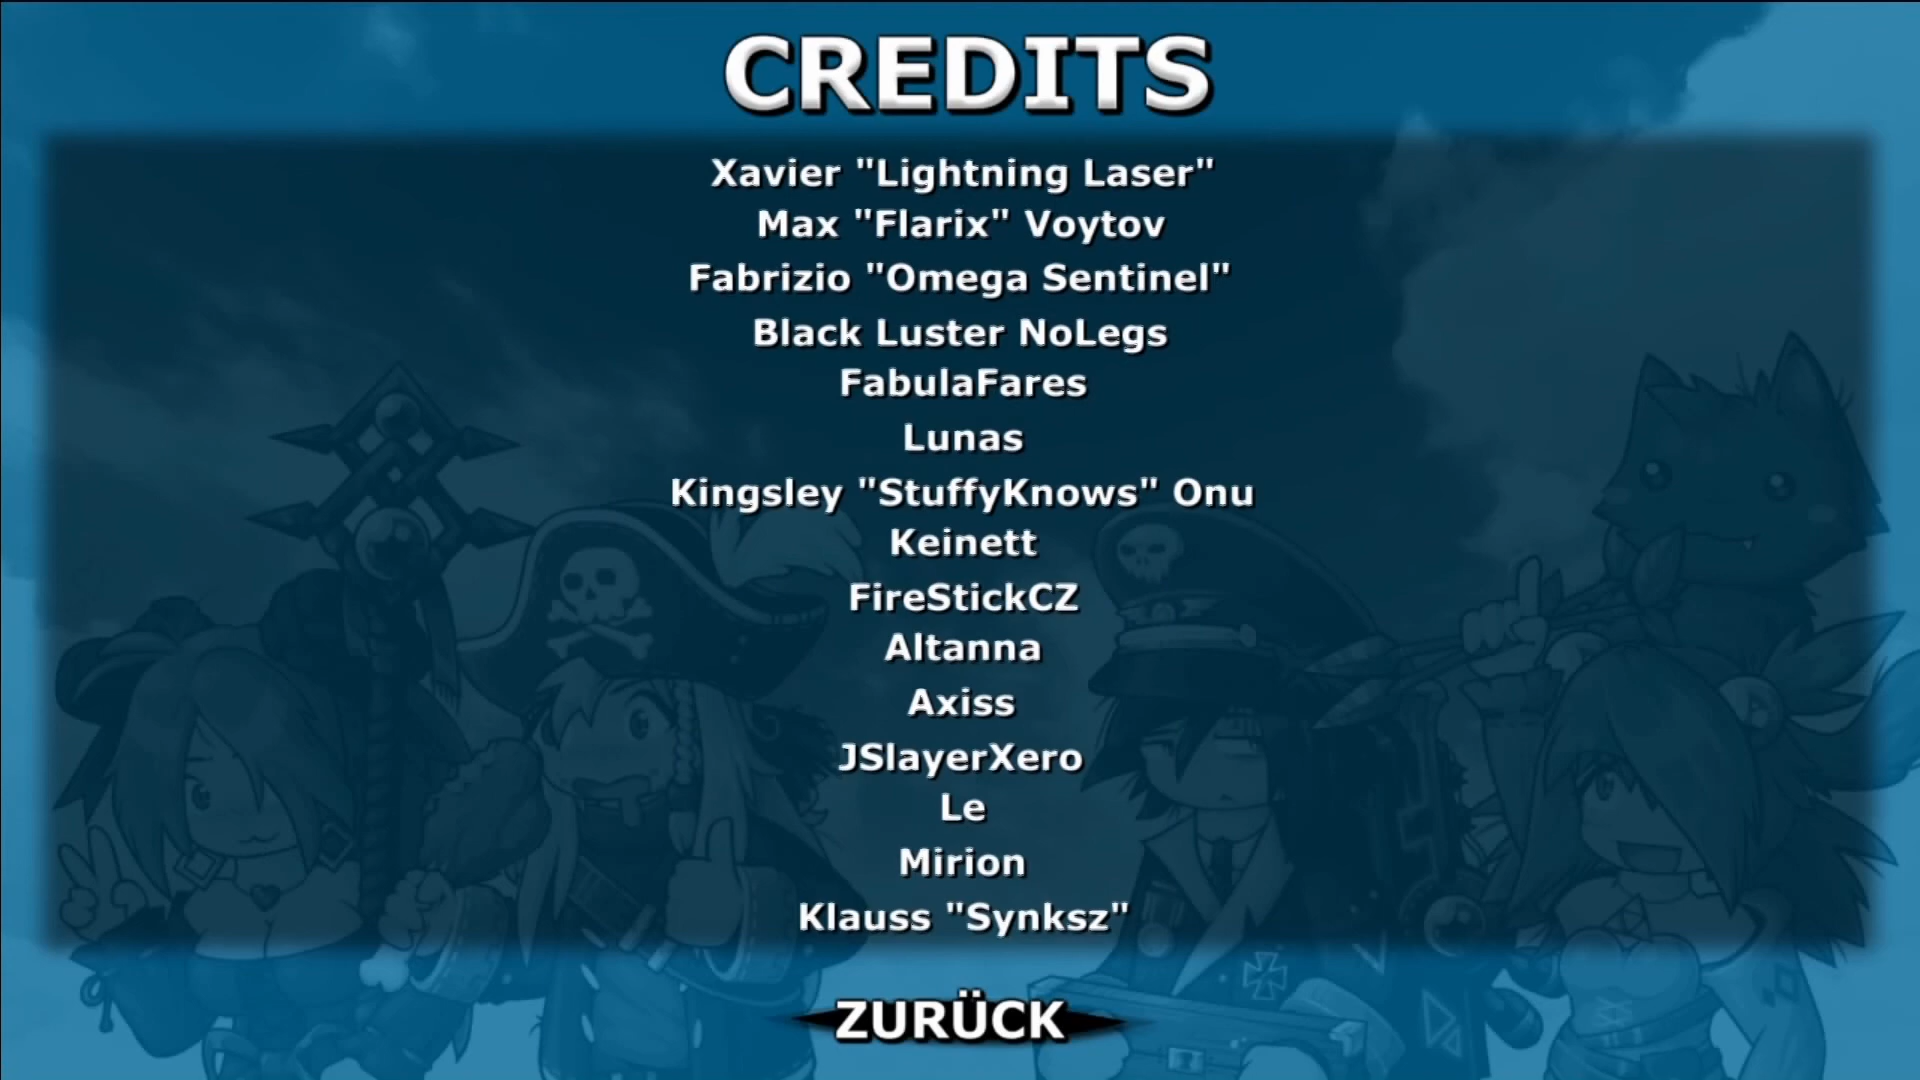 CREDITS
Xavier "Lightning Laser"
Max "Flarix" Voytov
Fabrizio "Omega Sentinel"
Black Luster NoLegs
FabulaFares
Lunas
Kingsley "StuffyKnows" Onu
Keinett
FireStickCZ
Altanna
Axiss
JSlayerXero
Le
Mirion
Klauss "Synksz"
ZURÜCK